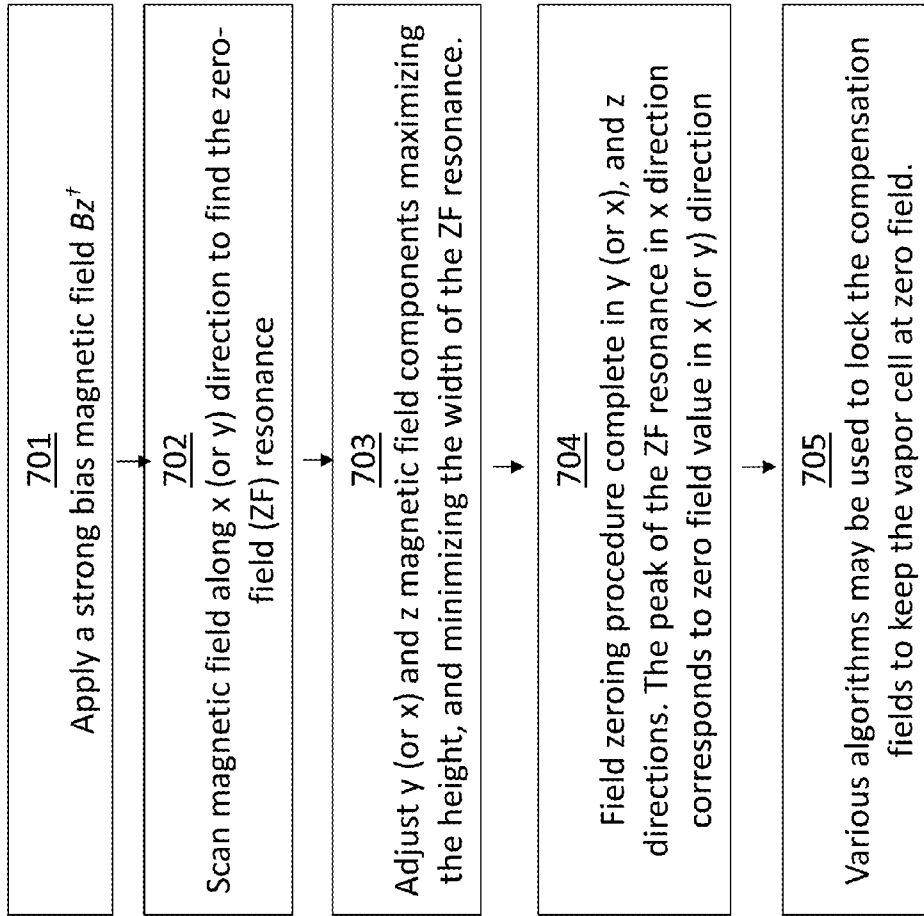 701
Apply a strong bias magnetic field Bz†
702
Scan magnetic field along x (or y) direction to find the zero-
field (ZF) resonance
703
Adjust y (or x) and z magnetic field components maximizing
the height, and minimizing the width of the ZF resonance.
704
Field zeroing procedure complete in y (or x), and z
directions. The peak of the ZF resonance in x direction
corresponds to zero field value in x (or y) direction
705
Various algorithms may be used to lock the compensation
fields to keep the vapor cell at zero field.